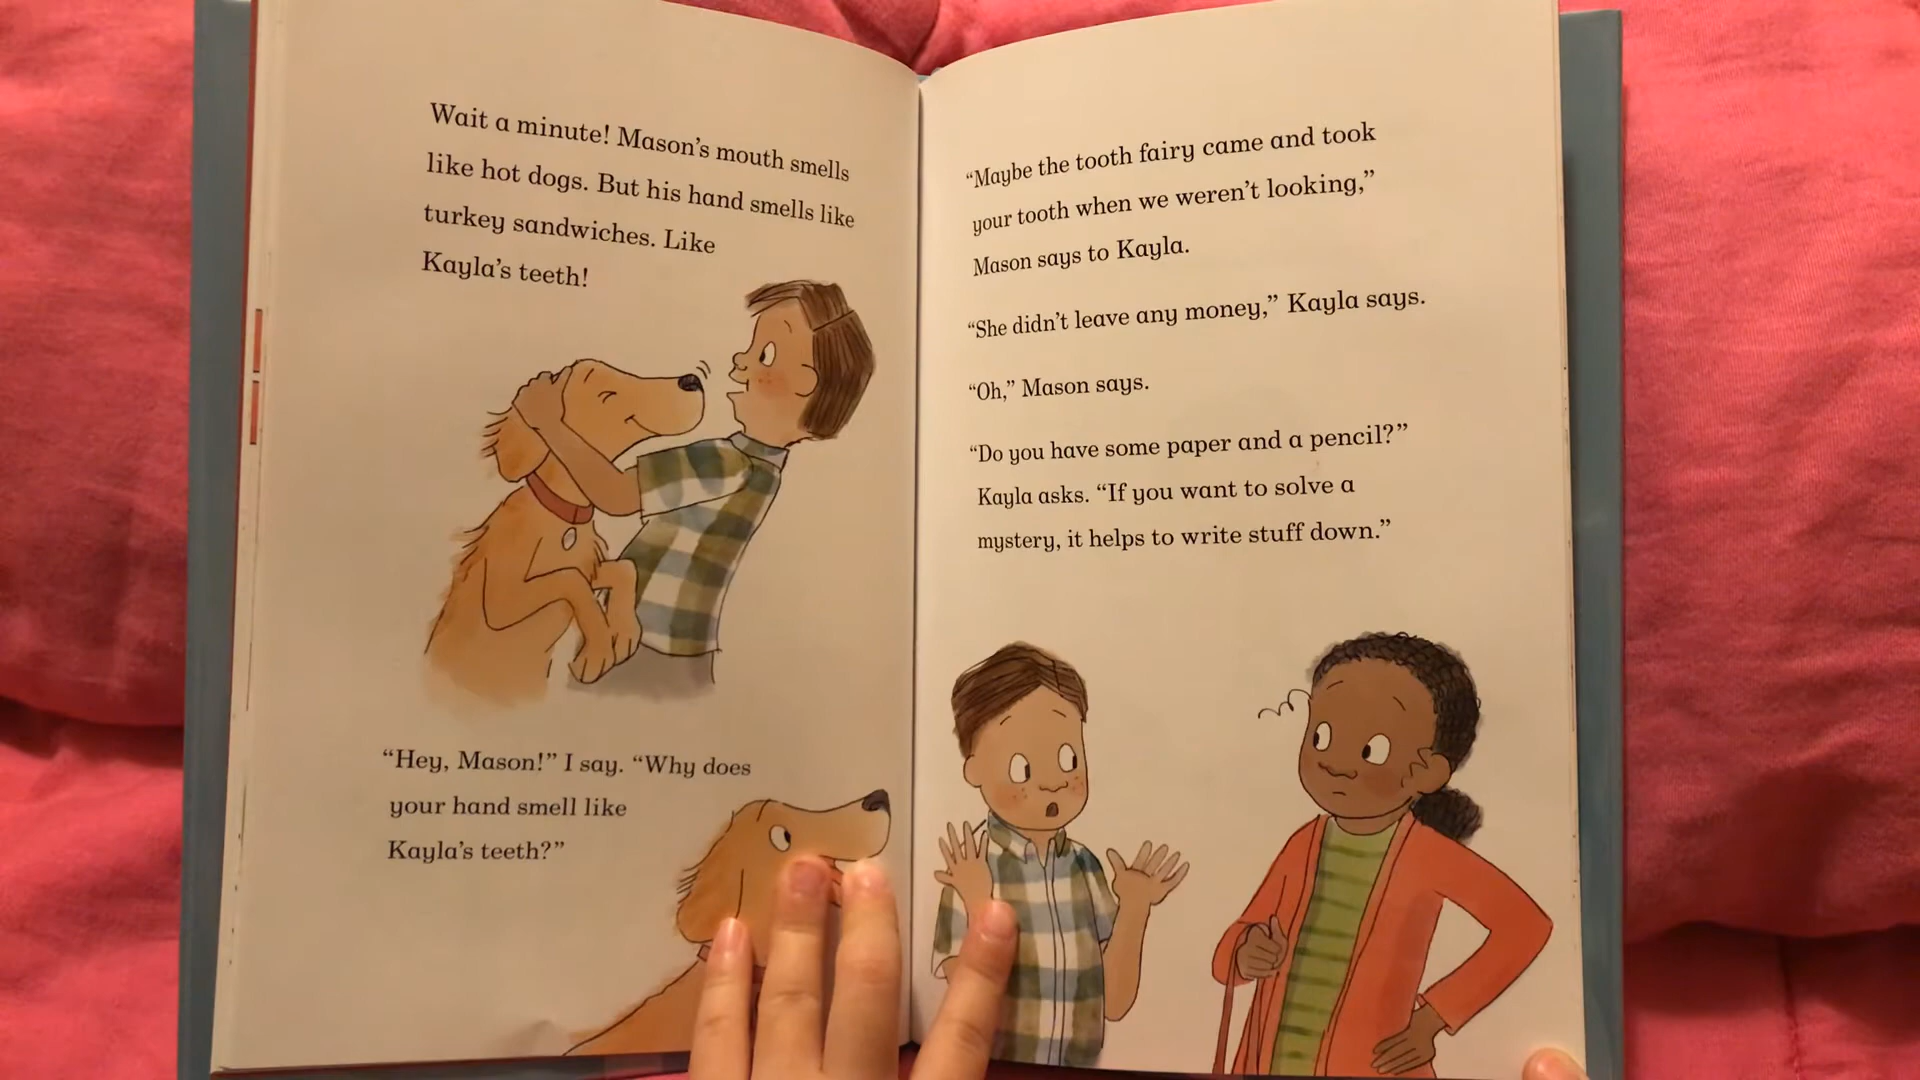 Wait a minute! Mason’s mouth smells
like hot dogs. But his hand smells like
turkey sandwiches. Like
Kayla’s teeth!
“Hey, Mason!” I say. “Why does
your hand smell like
Kayla’s teeth?”
“Maybe the tooth fairy came and took
your tooth when we weren’t looking,”
Mason says to Kayla.
“She didn’t leave any money,” Kayla says.
“Oh,” Mason says.
“Do you have some paper and a pencil?”
Kayla asks. “If you want to solve a
mystery, it helps to write stuff down.”